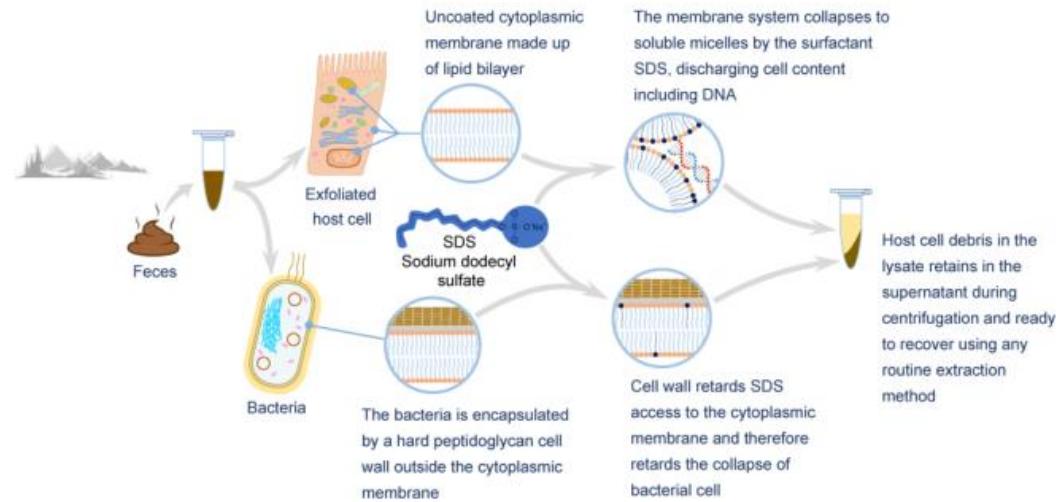 Uncoated cytoplasmic
membrane made up
of lipid bilayer
The membrane system collapses to
soluble micelles by the surfactant
SDS, discharging cell content
including DNA
Exfoliated
host cell
Feces
SDS
Sodium dodecyl
sulfate
Bacteria
The bacteria is encapsulated
by a hard peptidoglycan cell
wall outside the cytoplasmic
membrane
Cell wall retards SDS
access to the cytoplasmic
membrane and therefore
retards the collapse of
bacterial cell
Host cell debris in the
lysate retains in the
supernatant during
centrifugation and ready
to recover using any
routine extraction
method